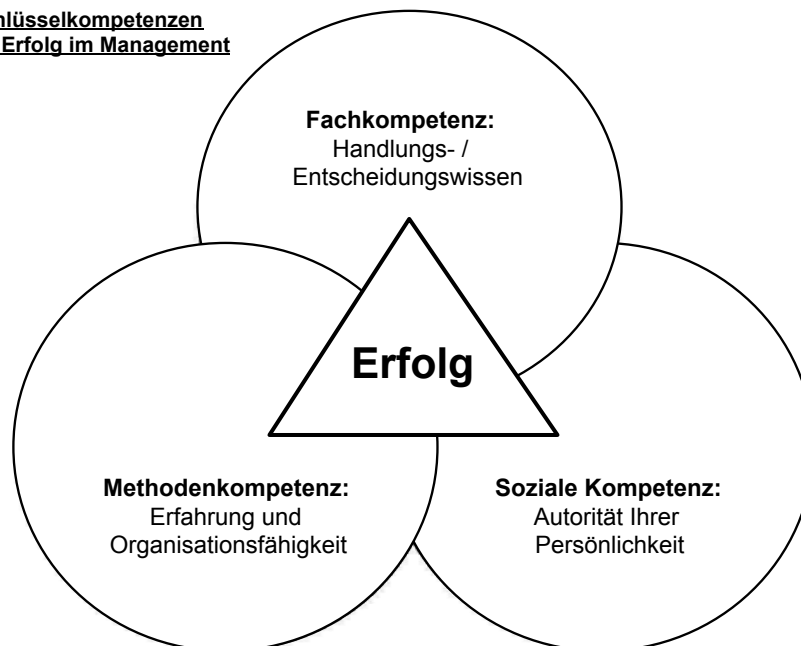 hlüsselkompetenzen
Erfolg im Management
Fachkompetenz:
Handlungs- /
Entscheidungswissen
Erfolg
Methodenkompetenz:
Erfahrung und
Organisationsfähigkeit
Soziale Kompetenz:
Autorität Ihrer
Persönlichkeit